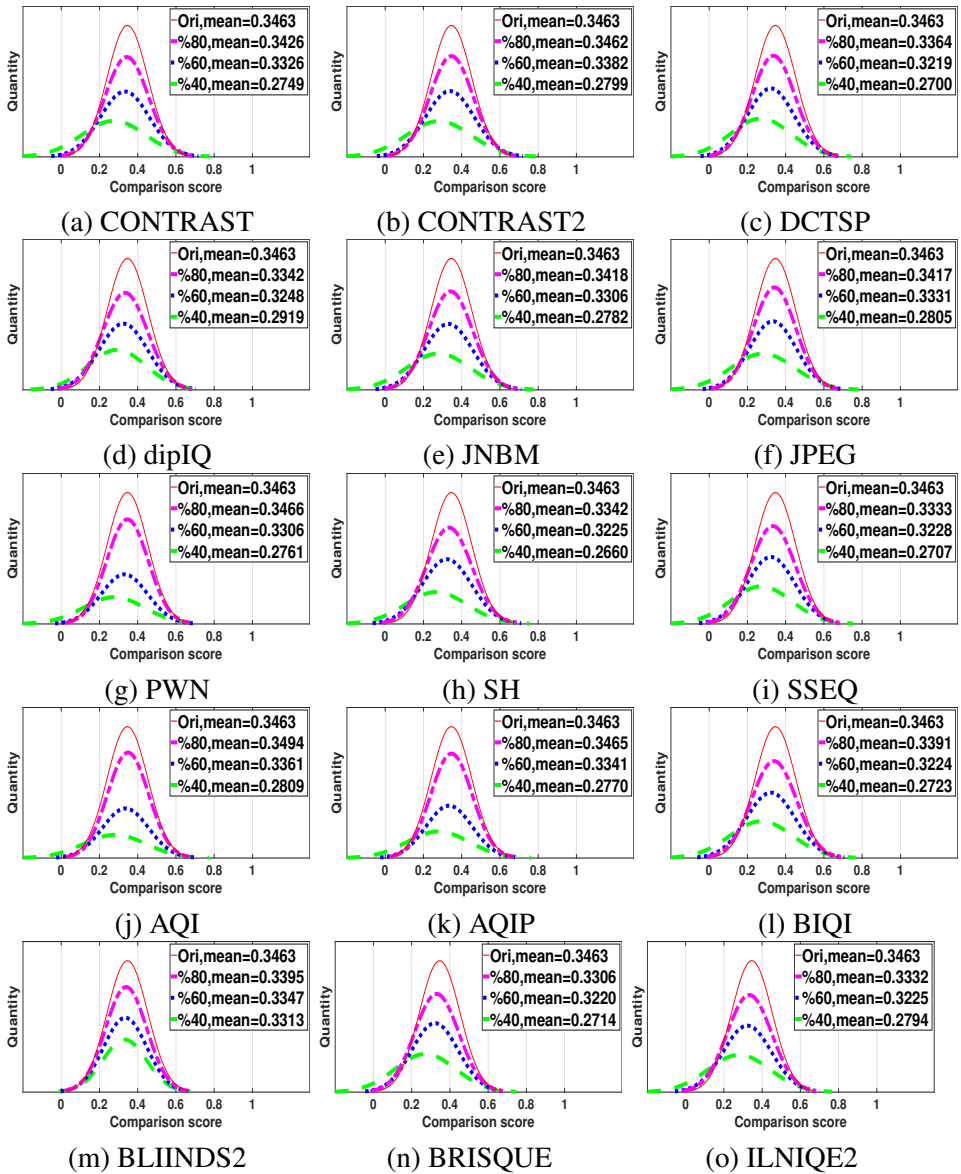 Quantity
Ori,mean=0.3463
%80,mean=0.3426
%60,mean=0.3326
%40,mean=0.2749
0 0.2 0.4 0.6 0.8 1
Comparison score
(a) CONTRAST
Quantity
Ori,mean=0.3463
%80,mean=0.3462
%60,mean=0.3382
%40,mean=0.2799
0 0.2 0.4 0.6 0.8 1
Comparison score
(b) CONTRAST2
Quantity
Ori,mean=0.3463
%80,mean=0.3364
%60,mean=0.3219
%40,mean=0.2700
0 0.2 0.4 0.6 0.8 1
Comparison score
(c) DCTSP
Quantity
Ori,mean=0.3463
%80,mean=0.3342
%60,mean=0.3248
%40,mean=0.2919
0 0.2 0.4 0.6 0.8 1
Comparison score
(d) dipIQ
Quantity
Ori,mean=0.3463
%80,mean=0.3418
%60,mean=0.3306
%40,mean=0.2782
0 0.2 0.4 0.6 0.8 1
Comparison score
(e) JNBM
Quantity
Ori,mean=0.3463
%80,mean=0.3417
%60,mean=0.3331
%40,mean=0.2805
0 0.2 0.4 0.6 0.8 1
Comparison score
(f) JPEG
Quantity
Ori,mean=0.3463
%80,mean=0.3466
%60,mean=0.3306
%40,mean=0.2761
0 0.2 0.4 0.6 0.8 1
Comparison score
(g) PWN
Quantity
Ori,mean=0.3463
%80,mean=0.3342
%60,mean=0.3225
%40,mean=0.2660
0 0.2 0.4 0.6 0.8 1
Comparison score
(h) SH
Quantity
Ori,mean=0.3463
%80,mean=0.3333
%60,mean=0.3228
%40,mean=0.2707
0 0.2 0.4 0.6 0.8 1
Comparison score
(i) SSEQ
Quantity
Ori,mean=0.3463
%80,mean=0.3494
%60,mean=0.3361
%40,mean=0.2809
0 0.2 0.4 0.6 0.8 1
Comparison score
(j) AQI
Quantity
Ori,mean=0.3463
%80,mean=0.3465
%60,mean=0.3341
%40,mean=0.2770
0 0.2 0.4 0.6 0.8 1
Comparison score
(k) AQIP
Quantity
Ori,mean=0.3463
%80,mean=0.3391
%60,mean=0.3224
%40,mean=0.2723
0 0.2 0.4 0.6 0.8 1
Comparison score
(l) BIQI
Quantity
Ori,mean=0.3463
%80,mean=0.3395
%60,mean=0.3347
%40,mean=0.3313
0 0.2 0.4 0.6 0.8 1
Comparison score
(m) BLIINDS2
Quantity
Ori,mean=0.3463
%80,mean=0.3306
%60,mean=0.3220
%40,mean=0.2714
0 0.2 0.4 0.6 0.8 1
Comparison score
(n) BRISQUE
Quantity
Ori,mean=0.3463
%80,mean=0.3332
%60,mean=0.3225
%40,mean=0.2794
0 0.2 0.4 0.6 0.8 1
Comparison score
(o) ILNIQE2